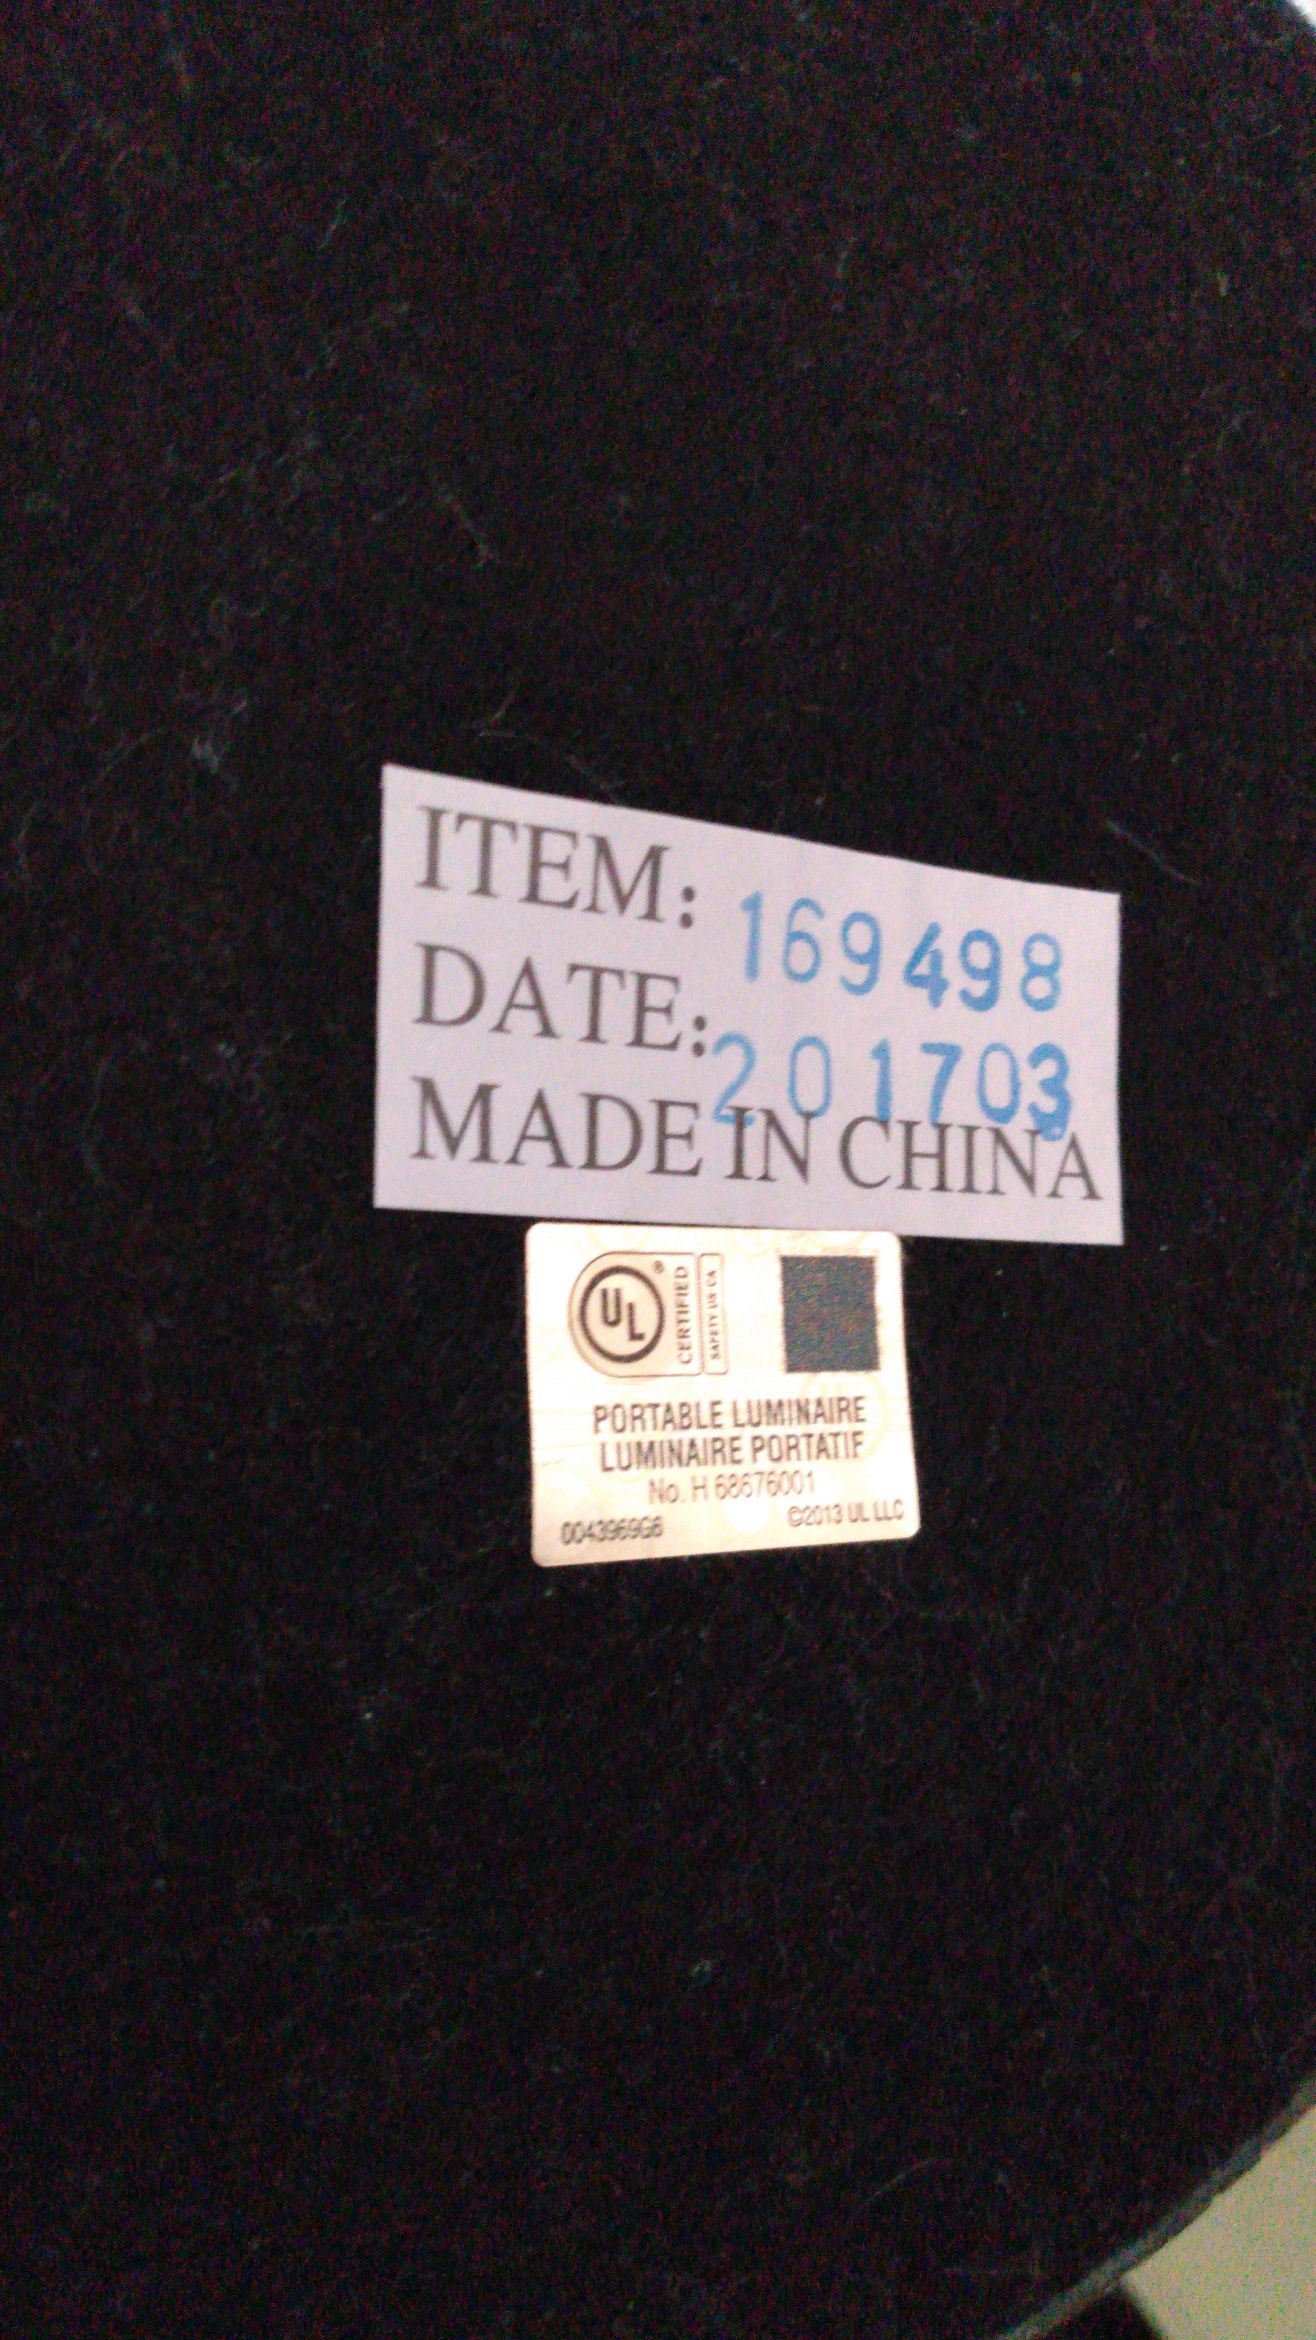 ITEM: 169498
DATE: 201703
MADE IN CHINA
UL ®
CERTIFIED
SAFETY US CA
PORTABLE LUMINAIRE
LUMINAIRE PORTATIF
No. H 68676001
0043969G6 ©2013 UL LLC